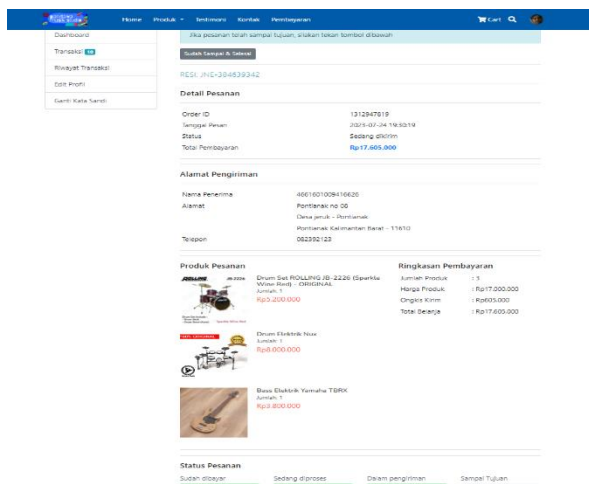 Home Produk Testimoni Kontak Pembayaran Cart
Dashboard
Jika pesanan telah sampai tujuan, silakan tekan tombol dibawah
Transaksi
Sudah Sampai & Selesai
Riwayat Transaksi
RESI: JNE-304839342
Edit Profil
Detail Pesanan
Ganti Kata Sandi
Order ID 1312947819
Tanggal Pesan 2023-07-24 19:50:19
Status Sedang dikirim
Total Pembayaran Rp17.605.000
Alamat Pengiriman
Nama Penerima 4661601009416626
Alamat Pontianak no 08
Desa jeruk - Pontianak
Pontianak Kalimantan Barat - 11610
Telepon 082392123
Produk Pesanan
Drum Set ROLLING JB-2226 (Sparkle Wine Red) - ORIGINAL
Jumlah: 1
Rp5.200.000
Drum Elektrik Nux
Jumlah: 1
Rp8.000.000
Bass Elektrik Yamaha TBRX
Jumlah: 1
Rp3.800.000
Ringkasan Pembayaran
Jumlah Produk : 3
Harga Produk : Rp17.000.000
Ongkis Kirim : Rp605.000
Total Belanja : Rp17.605.000
Status Pesanan
Sudah dibayar Sedang diproses Dalam pengiriman Sampai Tujuan